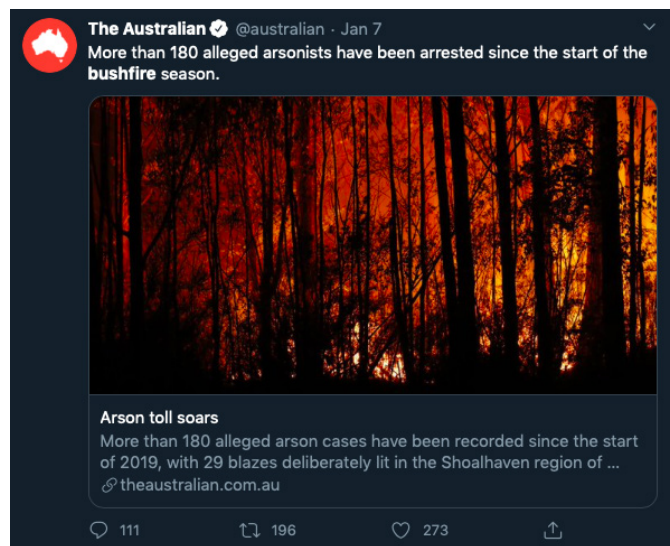 The Australian @australian · Jan 7
More than 180 alleged arsonists have been arrested since the start of the
bushfire season.
Arson toll soars
More than 180 alleged arson cases have been recorded since the start
of 2019, with 29 blazes deliberately lit in the Shoalhaven region of ...
theaustralian.com.au
111 196 273